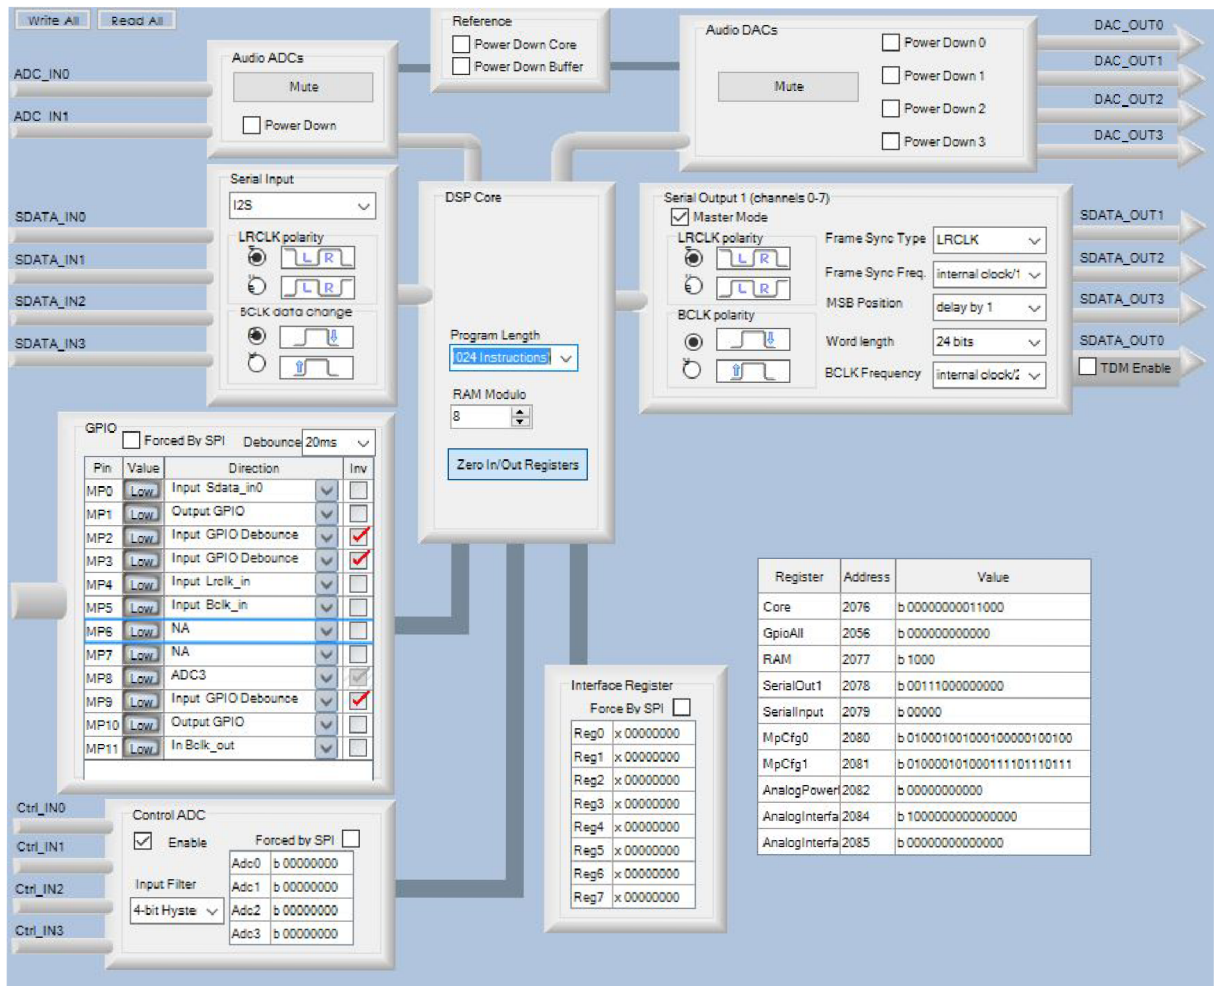 Write All
Read All
ADC_IN0
ADC IN1
Audio ADCs
Mute
Power Down
Reference
Power Down Core
Power Down Buffer
Audio DACs
Mute
Power Down 0
Power Down 1
Power Down 2
Power Down 3
DAC_OUT0
DAC_OUT1
DAC_OUT2
DAC_OUT3
SDATA_IN0
SDATA_IN1
SDATA_IN2
SDATA_IN3
Serial Input
I2S
LRCLK polarity
L R
L R
BCLK data change
DSP Core
Program Length
024 Instructions
RAM Modulo
8
Zero In/Out Registers
Serial Output 1 (channels 0-7)
Master Mode
LRCLK polarity
L R
L R
BCLK polarity
Frame Sync Type LRCLK
Frame Sync Freq. internal clock/1
MSB Position delay by 1
Word length 24 bits
BCLK Frequency internal clock/2
SDATA_OUT1
SDATA_OUT2
SDATA_OUT3
SDATA_OUT0
TDM Enable
GPIO
Forced By SPI Debounce 20ms
Pin Value Direction Inv
MP0 Low Input Sdata_in0
MP1 Low Output GPIO
MP2 Low Input GPIO Debounce
MP3 Low Input GPIO Debounce
MP4 Low Input Lrclk_in
MP5 Low Input Bclk_in
MP6 Low NA
MP7 Low NA
MP8 Low ADC3
MP9 Low Input GPIO Debounce
MP10 Low Output GPIO
MP11 Low In Bclk_out
Ctrl_IN0
Ctrl_IN1
Ctrl_IN2
Ctrl_IN3
Control ADC
Enable Forced by SPI
Input Filter
4-bit Hyste
Adc0 b 00000000
Adc1 b 00000000
Adc2 b 00000000
Adc3 b 00000000
Interface Register
Force By SPI
Reg0 x 00000000
Reg1 x 00000000
Reg2 x 00000000
Reg3 x 00000000
Reg4 x 00000000
Reg5 x 00000000
Reg6 x 00000000
Reg7 x 00000000
Register Address Value
Core 2076 b 00000000011000
GpioAll 2056 b 000000000000
RAM 2077 b 1000
SerialOut1 2078 b 00111000000000
SerialInput 2079 b 00000
MpCfg0 2080 b 010001001000100000100100
MpCfg1 2081 b 010000101000111101110111
AnalogPower 2082 b 00000000000
AnalogInterfa 2084 b 1000000000000000
AnalogInterfa 2085 b 00000000000000